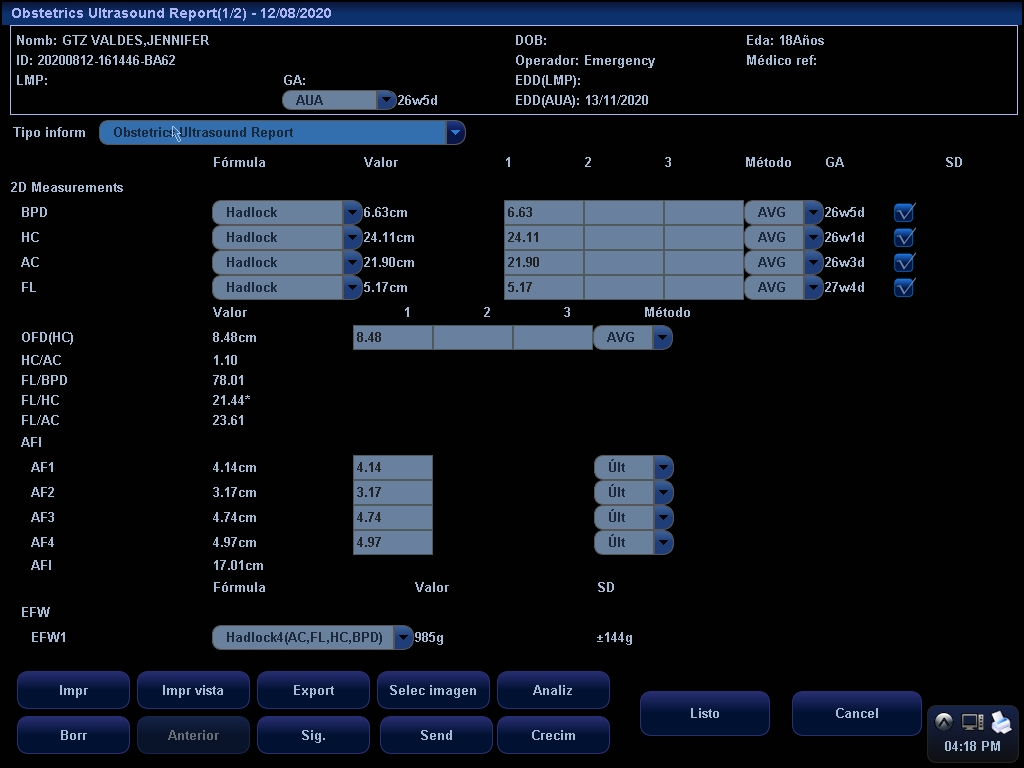 Obstetrics Ultrasound Report(1/2) - 12/08/2020
Nomb: GTZ VALDES,JENNIFER DOB: Eda: 18Años
ID: 20200812-161446-BA62 Operador: Emergency Médico ref:
LMP: GA: EDD(LMP):
AUA 26w5d EDD(AUA): 13/11/2020
Tipo inform Obstetrics Ultrasound Report
Fórmula Valor 1 2 3 Método GA SD
2D Measurements
BPD Hadlock 6.63cm 6.63 AVG 26w5d
HC Hadlock 24.11cm 24.11 AVG 26w1d
AC Hadlock 21.90cm 21.90 AVG 26w3d
FL Hadlock 5.17cm 5.17 AVG 27w4d
Valor 1 2 3 Método
OFD(HC) 8.48cm 8.48 AVG
HC/AC 1.10
FL/BPD 78.01
FL/HC 21.44*
FL/AC 23.61
AFI
AF1 4.14cm 4.14 Últ
AF2 3.17cm 3.17 Últ
AF3 4.74cm 4.74 Últ
AF4 4.97cm 4.97 Últ
AFI 17.01cm
Fórmula Valor SD
EFW
EFW1 Hadlock4(AC,FL,HC,BPD) 985g ±144g
Impr Impr vista Export Selec imagen Analiz
Listo Cancel
Borr Anterior Sig. Send Crecim
04:18 PM